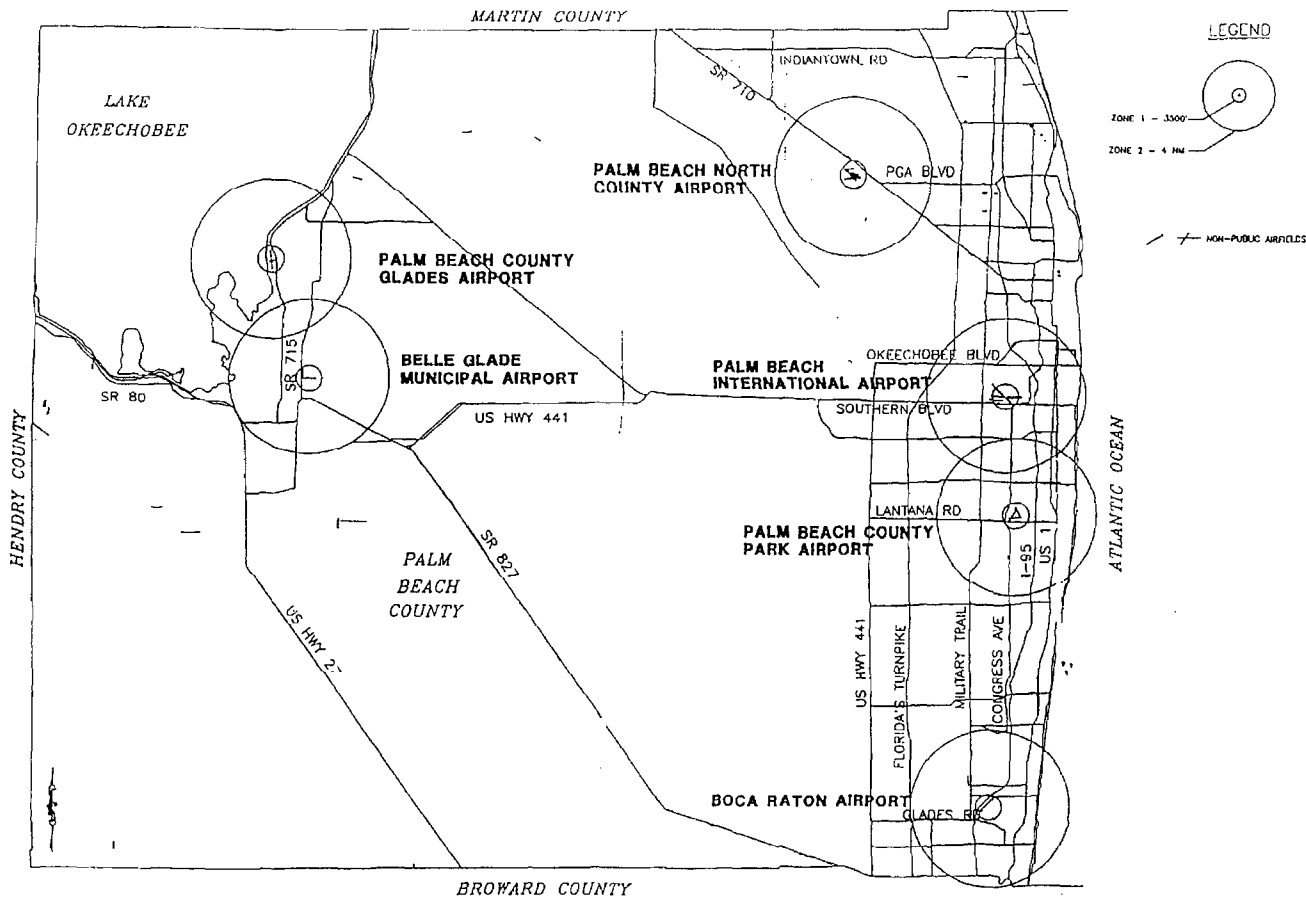 MARTIN COUNTY
LEGEND
INDIANTOWN RD
SR 710
LAKE
OKEECHOBEE
ZONE 1 - 3500'
ZONE 2 - 4 NM
PALM BEACH NORTH
COUNTY AIRPORT
PGA BLVD
NON-PUBLIC AIRFIELDS
PALM BEACH COUNTY
GLADES AIRPORT
SR 715
OKEECHOBEE BLVD
BELLE GLADE
MUNICIPAL AIRPORT
PALM BEACH
INTERNATIONAL AIRPORT
SR 80
US HWY 441
SOUTHERN BLVD
HENDRY COUNTY
ATLANTIC OCEAN
LANTANA RD
PALM BEACH COUNTY
PARK AIRPORT
SR 827
I-95
US 1
PALM
BEACH
COUNTY
US HWY 27
US HWY 441
FLORIDA'S TURNPIKE
MILITARY TRAIL
CONGRESS AVE
BOCA RATON AIRPORT
GLADES RD
BROWARD COUNTY